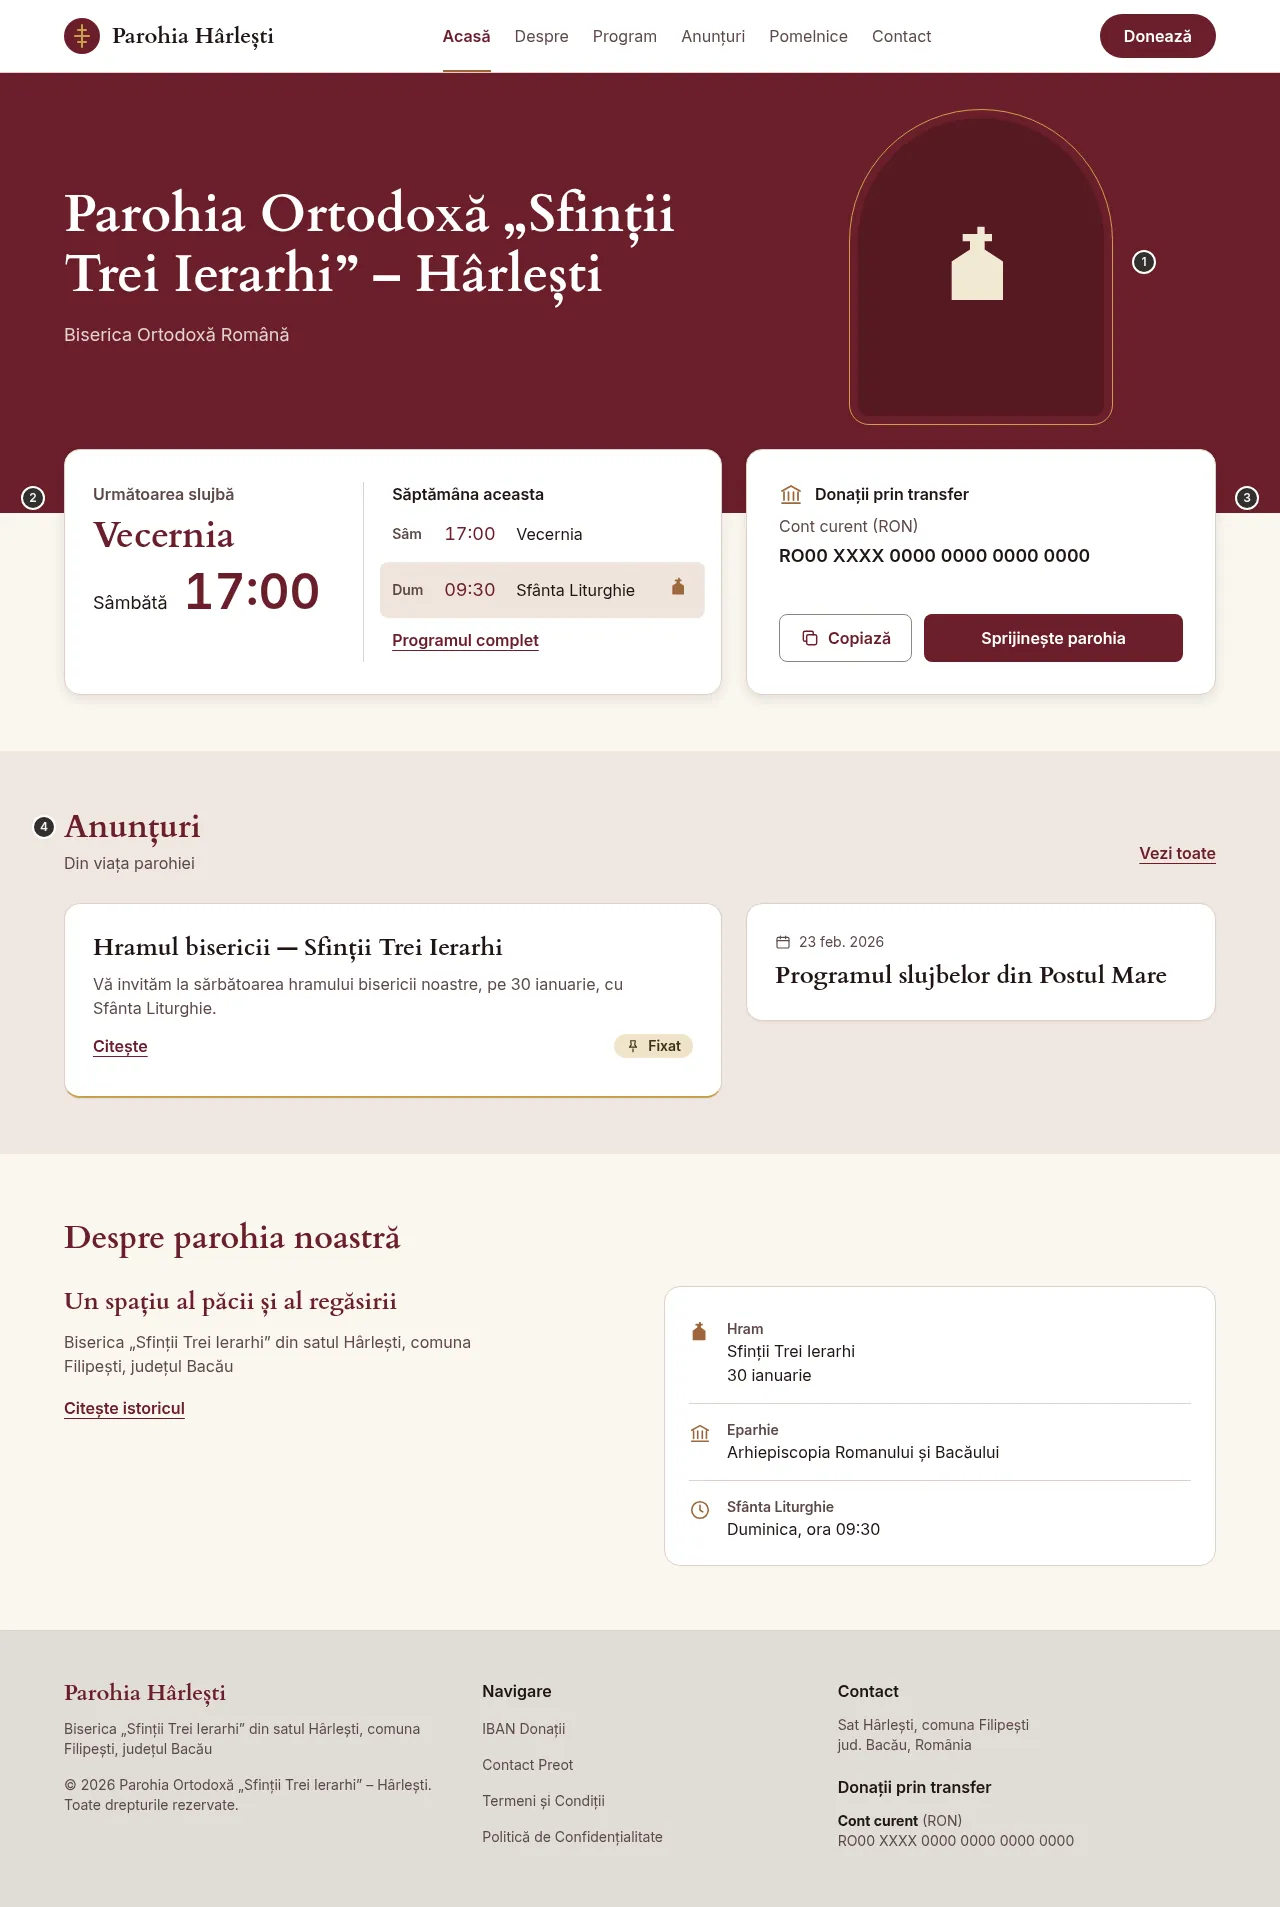 Parohia Hârlești
Acasă
Despre
Program
Anunțuri
Pomelnice
Contact
Donează
Parohia Ortodoxă „Sfinții
Trei Ierarhi” – Hârlești
Biserica Ortodoxă Română
1
2
Următoarea slujbă
Vecernia
Sâmbătă 17:00
Săptămâna aceasta
Sâm 17:00 Vecernia
Dum 09:30 Sfânta Liturghie
Programul complet
3
Donații prin transfer
Cont curent (RON)
RO00 XXXX 0000 0000 0000 0000
Copiază
Sprijinește parohia
4
Anunțuri
Din viața parohiei
Vezi toate
Hramul bisericii — Sfinții Trei Ierarhi
Vă invităm la sărbătoarea hramului bisericii noastre, pe 30 ianuarie, cu
Sfânta Liturghie.
Citește
Fixat
23 feb. 2026
Programul slujbelor din Postul Mare
Despre parohia noastră
Un spațiu al păcii și al regăsirii
Biserica „Sfinții Trei Ierarhi” din satul Hârlești, comuna
Filipești, județul Bacău
Citește istoricul
Hram
Sfinții Trei Ierarhi
30 ianuarie
Eparhie
Arhiepiscopia Romanului și Bacăului
Sfânta Liturghie
Duminica, ora 09:30
Parohia Hârlești
Biserica „Sfinții Trei Ierarhi” din satul Hârlești, comuna
Filipești, județul Bacău
© 2026 Parohia Ortodoxă „Sfinții Trei Ierarhi” – Hârlești.
Toate drepturile rezervate.
Navigare
IBAN Donații
Contact Preot
Termeni și Condiții
Politică de Confidențialitate
Contact
Sat Hârlești, comuna Filipești
jud. Bacău, România
Donații prin transfer
Cont curent (RON)
RO00 XXXX 0000 0000 0000 0000